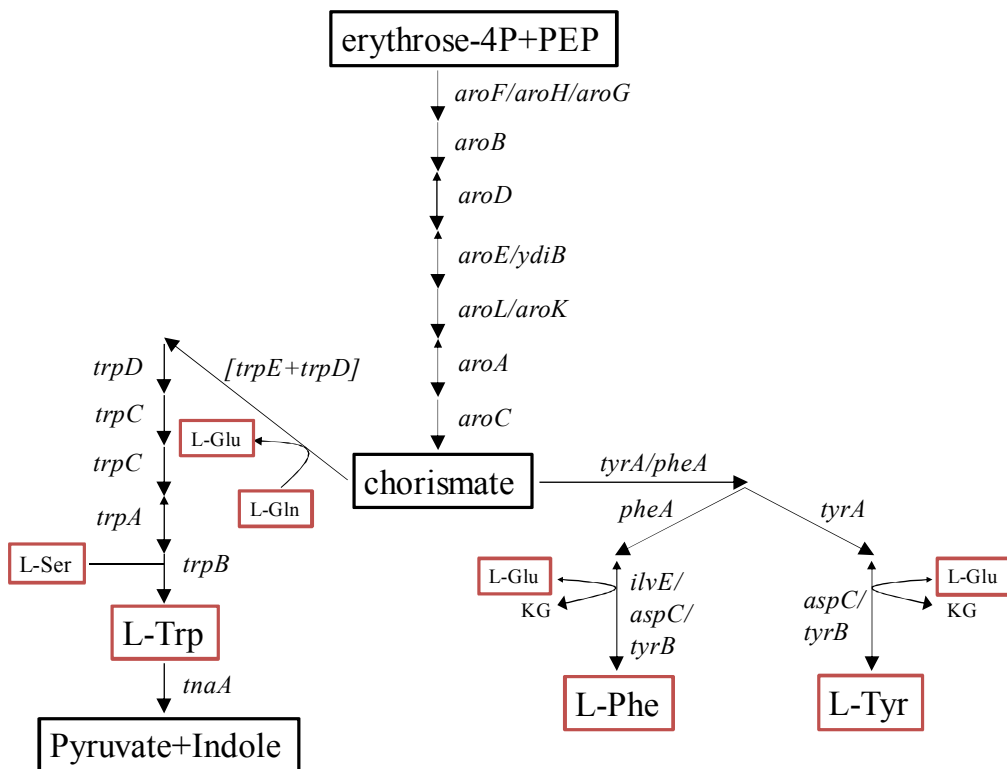 erythrose-4P+PEP
aroF/aroH/aroG
aroB
aroD
aroE/ydiB
aroL/aroK
aroA
aroC
chorismate
[trpE+trpD]
L-Glu
L-Gln
trpD
trpC
trpC
trpA
L-Ser
trpB
L-Trp
tnaA
Pyruvate+Indole
tyrA/pheA
pheA
tyrA
L-Glu
KG
ilvE/
aspC/
tyrB
L-Phe
aspC/
tyrB
L-Glu
KG
L-Tyr